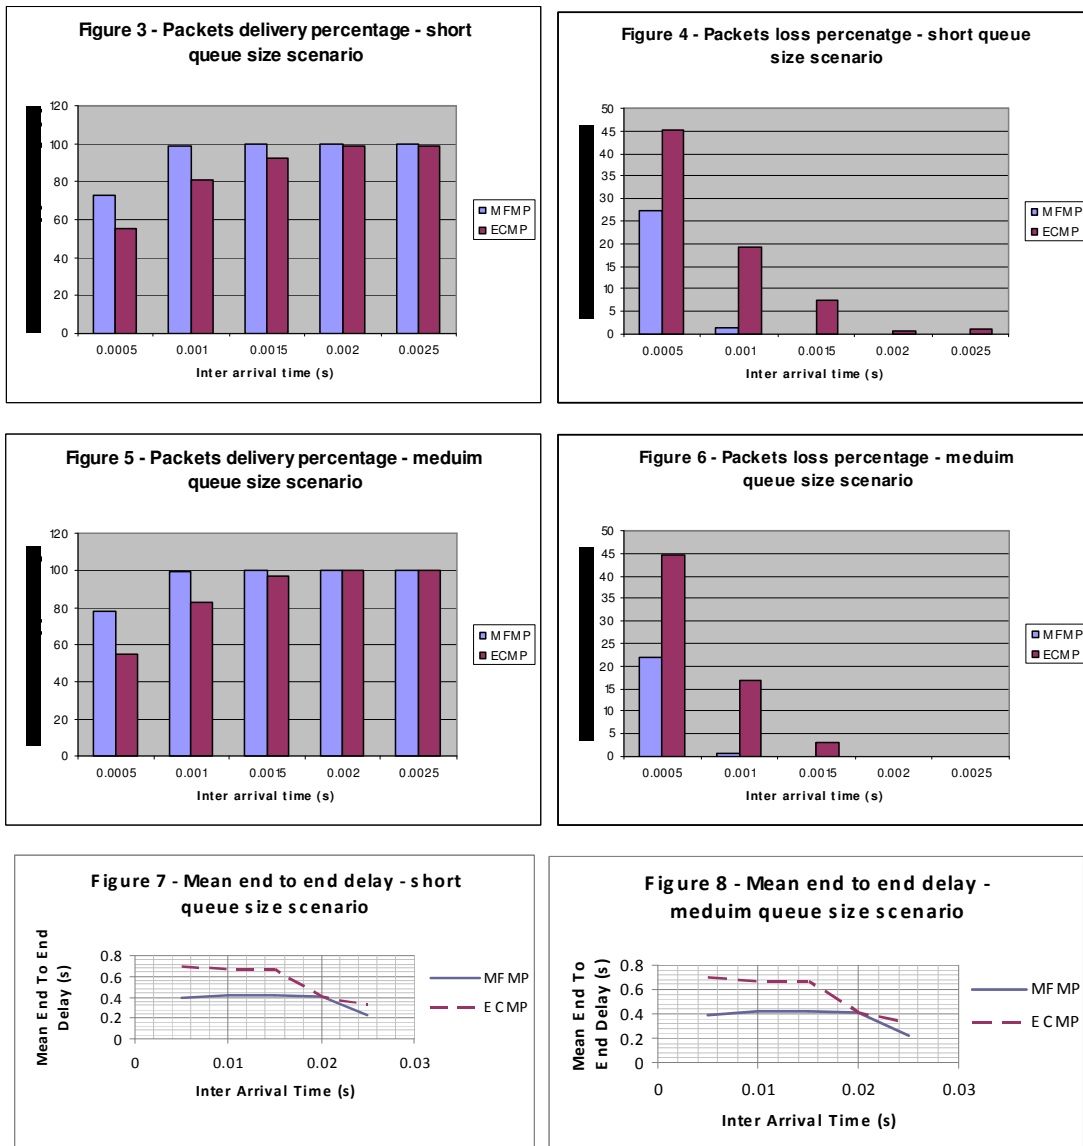 Figure 3 - Packets delivery percentage - short
queue size scenario
120
100
80
60
40
20
0
0.0005 0.001 0.0015 0.002 0.0025
Inter arrival time (s)
MFMP
ECMP
Figure 4 - Packets loss percenatge - short queue
size scenario
50
45
40
35
30
25
20
15
10
5
0
0.0005 0.001 0.0015 0.002 0.0025
Inter arrival time (s)
MFMP
ECMP
Figure 5 - Packets delivery percentage - meduim
queue size scenario
120
100
80
60
40
20
0
0.0005 0.001 0.0015 0.002 0.0025
Inter arrival time (s)
MFMP
ECMP
Figure 6 - Packets loss percentage - meduim
queue size scenario
50
45
40
35
30
25
20
15
10
5
0
0.0005 0.001 0.0015 0.002 0.0025
Inter arrival time (s)
MFMP
ECMP
Figure 7 - Mean end to end delay - short
queue size scenario
Mean End To End
Delay (s)
0.8
0.6
0.4
0.2
0
0 0.01 0.02 0.03
Inter Arrival Time (s)
MFMP
ECMP
Figure 8 - Mean end to end delay -
meduim queue size scenario
Mean End To
End Delay (s)
0.8
0.6
0.4
0.2
0
0 0.01 0.02 0.03
Inter Arrival Time (s)
MFMP
ECMP